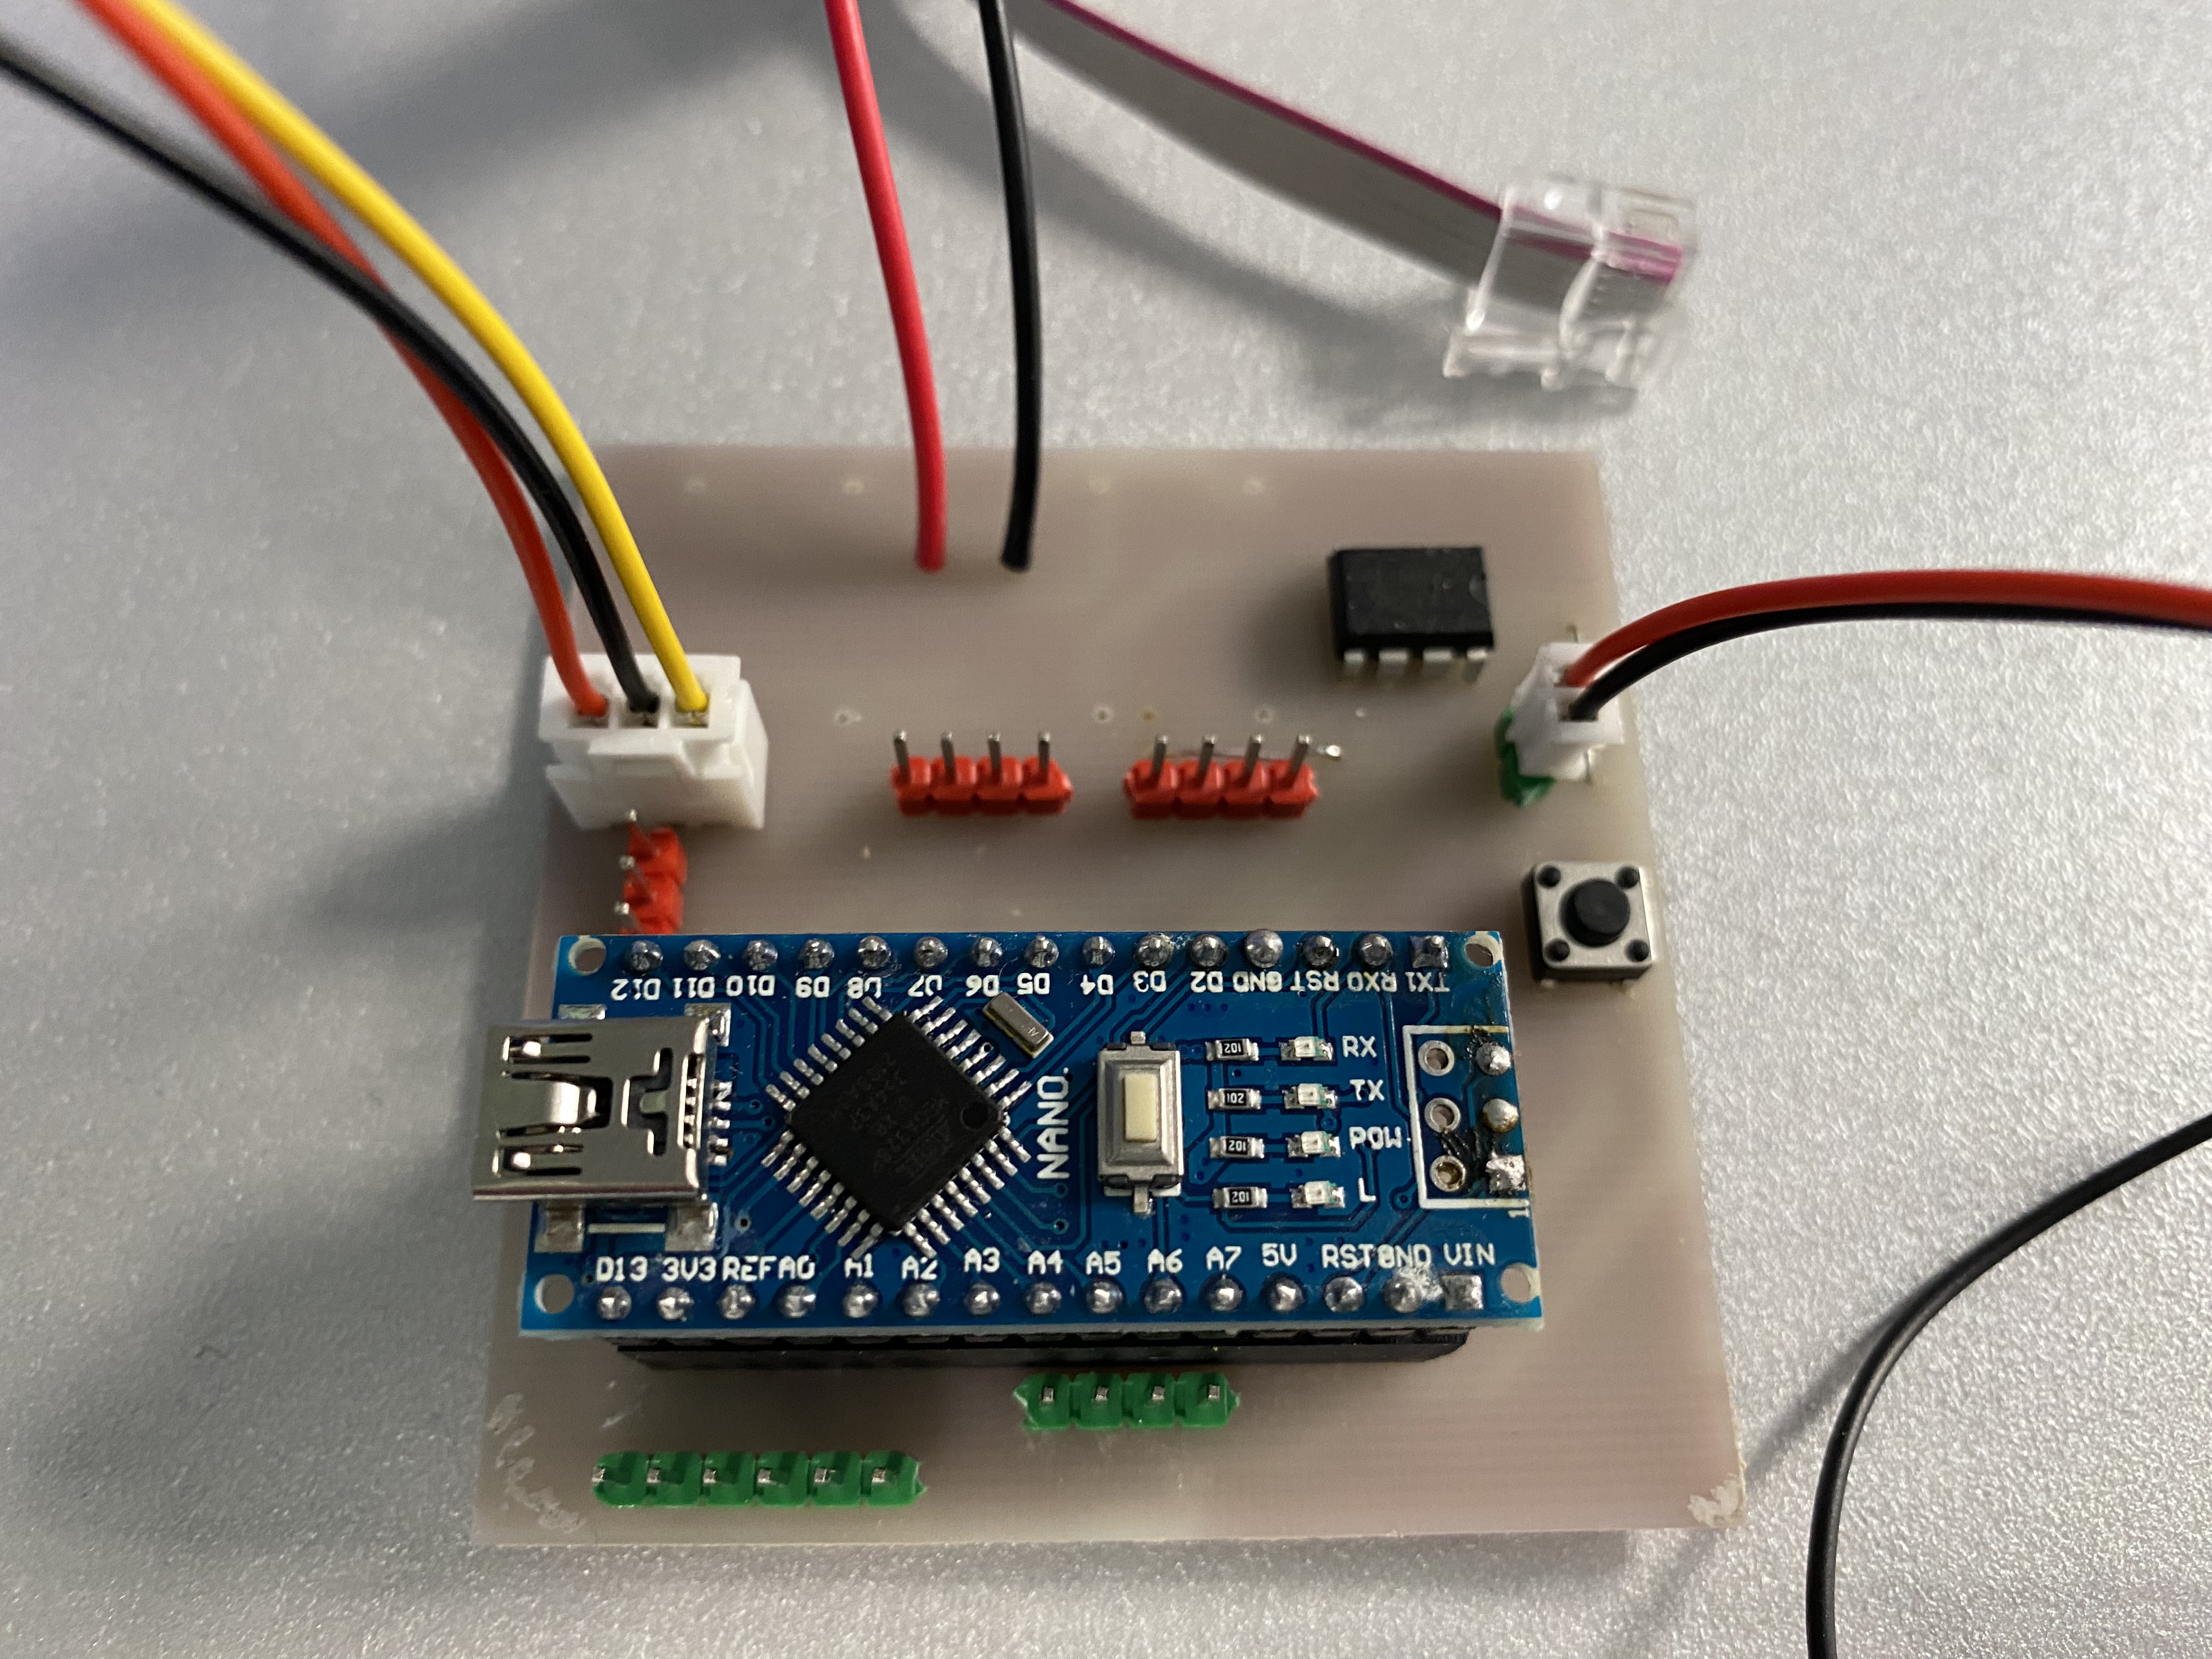 D12 D11 D10 D9 D8 D7 D6 D5 D4 D3 D2 GND RST RX0 TX1
RX
TX
POW
L
102
102
102
102
NANO.
D13 3V3 REF A0 A1 A2 A3 A4 A5 A6 A7 5V RST GND VIN